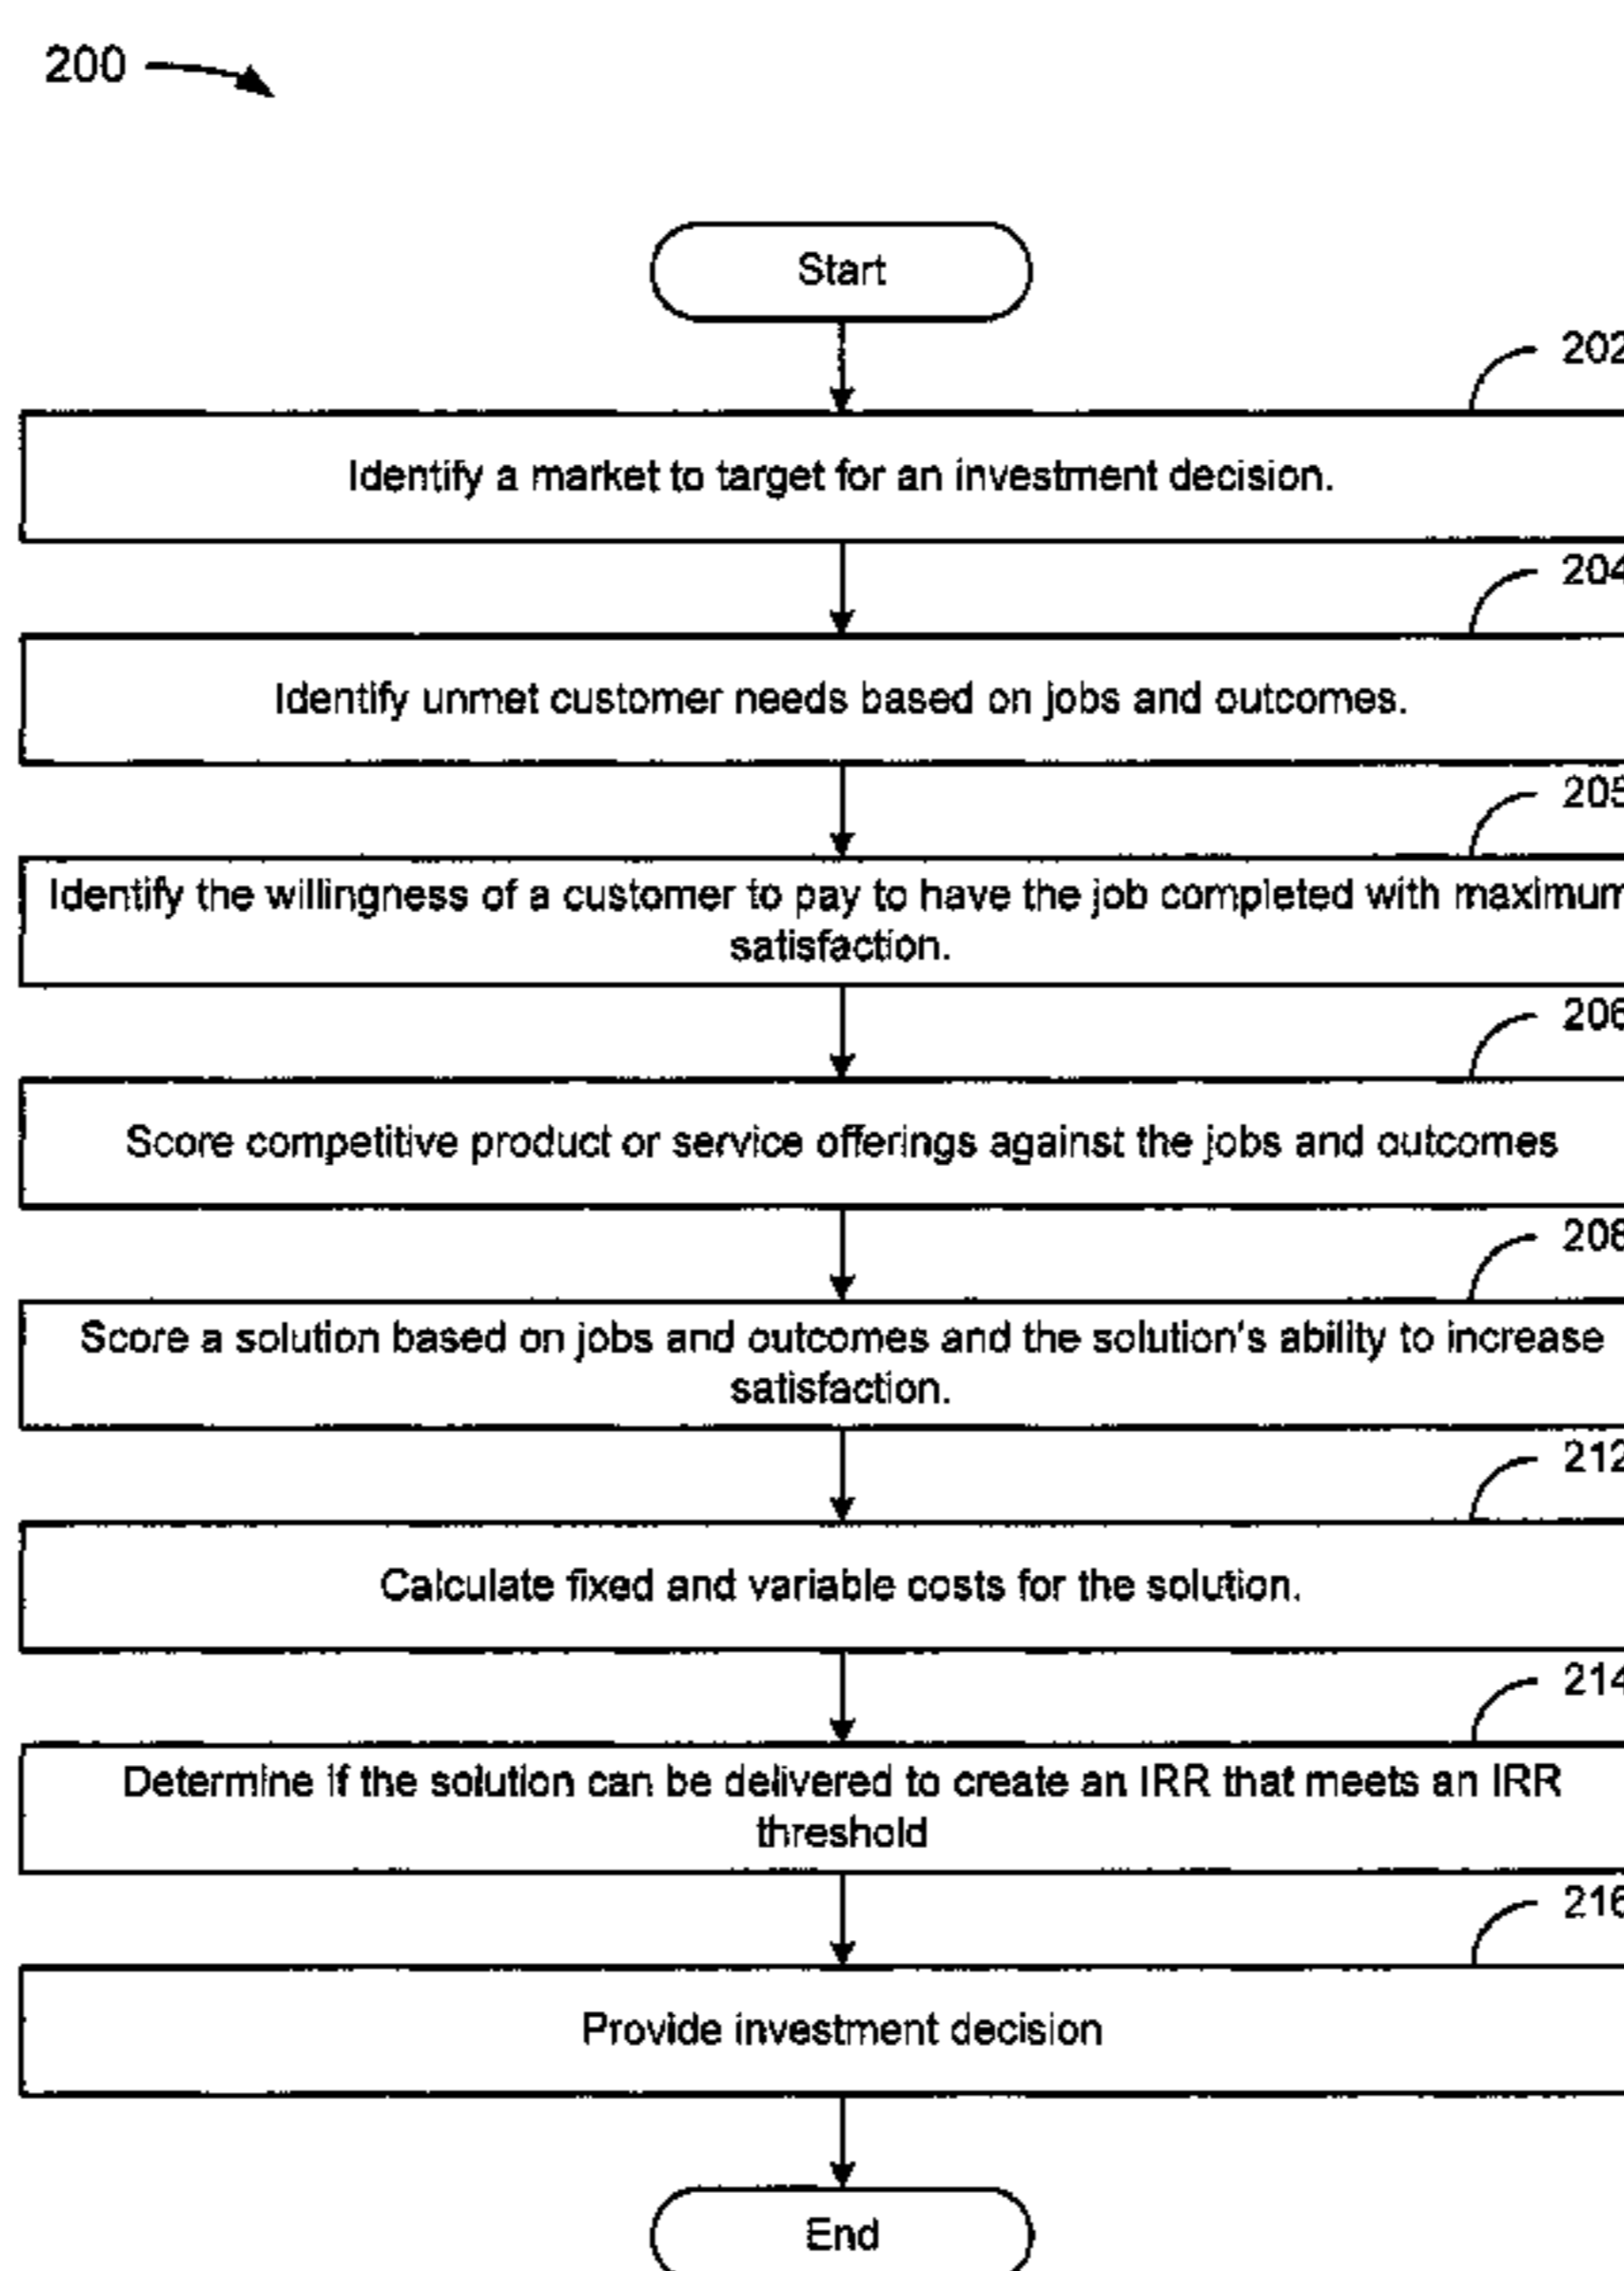 200
Start
202
Identify a market to target for an investment decision.
204
Identify unmet customer needs based on jobs and outcomes.
205
Identify the willingness of a customer to pay to have the job completed with maximum
satisfaction.
206
Score competitive product or service offerings against the jobs and outcomes
208
Score a solution based on jobs and outcomes and the solution's ability to increase
satisfaction.
212
Calculate fixed and variable costs for the solution.
214
Determine if the solution can be delivered to create an IRR that meets an IRR
threshold
216
Provide investment decision
End